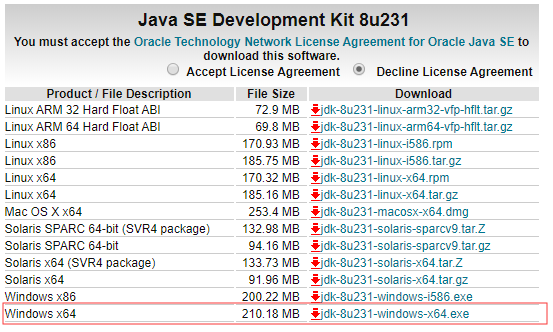 Java SE Development Kit 8u231
You must accept the Oracle Technology Network License Agreement for Oracle Java SE to
download this software.
Accept License Agreement Decline License Agreement
Product / File Description File Size Download
Linux ARM 32 Hard Float ABI 72.9 MB jdk-8u231-linux-arm32-vfp-hflt.tar.gz
Linux ARM 64 Hard Float ABI 69.8 MB jdk-8u231-linux-arm64-vfp-hflt.tar.gz
Linux x86 170.93 MB jdk-8u231-linux-i586.rpm
Linux x86 185.75 MB jdk-8u231-linux-i586.tar.gz
Linux x64 170.32 MB jdk-8u231-linux-x64.rpm
Linux x64 185.16 MB jdk-8u231-linux-x64.tar.gz
Mac OS X x64 253.4 MB jdk-8u231-macosx-x64.dmg
Solaris SPARC 64-bit (SVR4 package) 132.98 MB jdk-8u231-solaris-sparcv9.tar.Z
Solaris SPARC 64-bit 94.16 MB jdk-8u231-solaris-sparcv9.tar.gz
Solaris x64 (SVR4 package) 133.73 MB jdk-8u231-solaris-x64.tar.Z
Solaris x64 91.96 MB jdk-8u231-solaris-x64.tar.gz
Windows x86 200.22 MB jdk-8u231-windows-i586.exe
Windows x64 210.18 MB jdk-8u231-windows-x64.exe